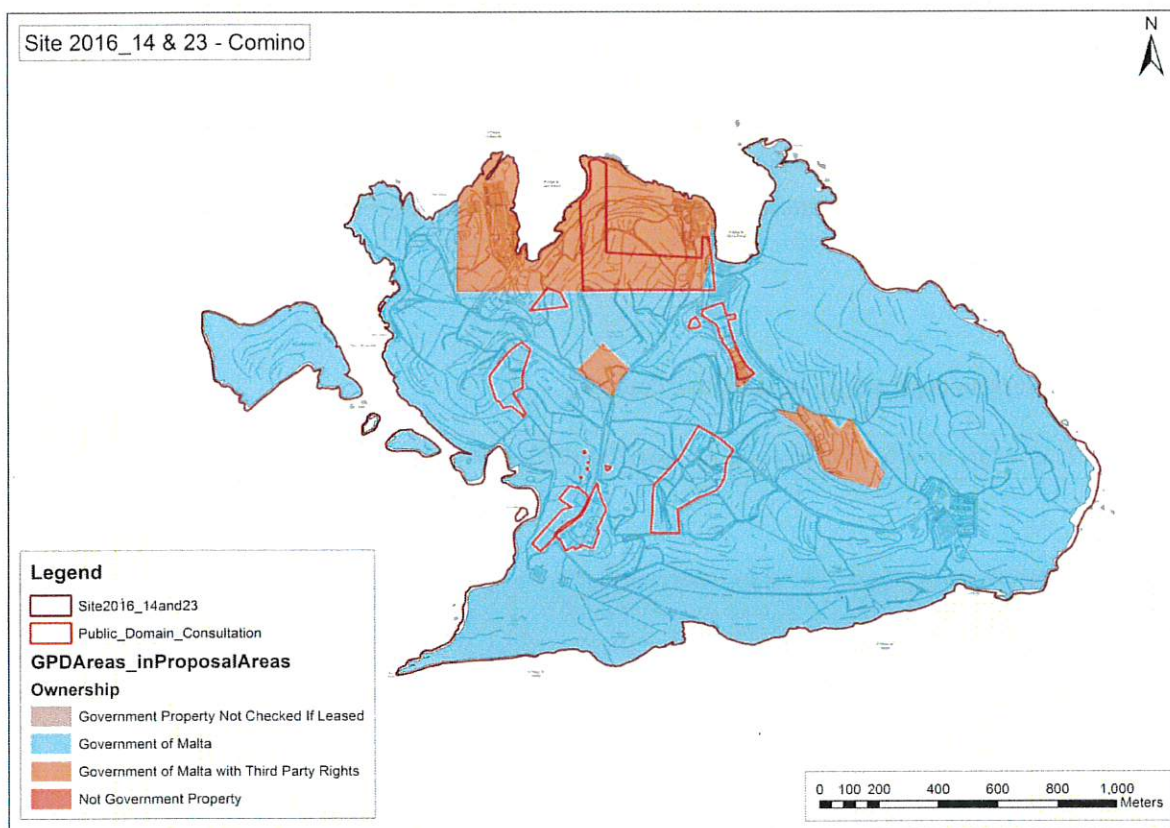 Site 2016_14 & 23 - Comino
N
Legend
Site2016_14and23
Public_Domain_Consultation
GPDAreas_inProposalAreas
Ownership
Government Property Not Checked If Leased
Government of Malta
Government of Malta with Third Party Rights
Not Government Property
0 100 200 400 600 800 1,000
Meters